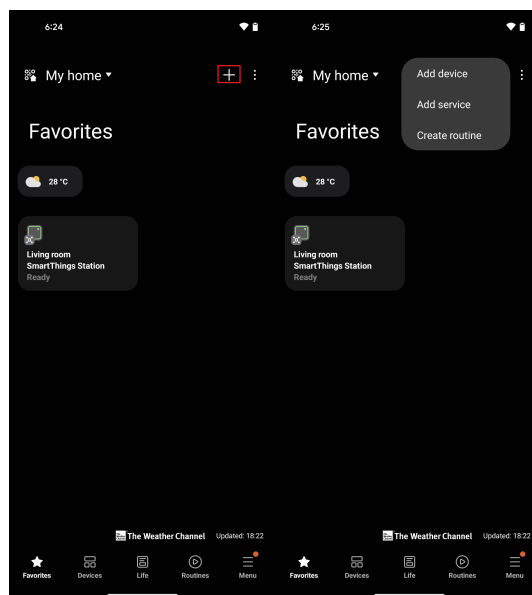 6:24
My home
Favorites
28 °C
Living room
SmartThings Station
Ready
The Weather Channel Updated: 18:22
Favorites Devices Life Routines Menu
6:25
My home
Add device
Add service
Create routine
Favorites
28 °C
Living room
SmartThings Station
Ready
The Weather Channel Updated: 18:22
Favorites Devices Life Routines Menu